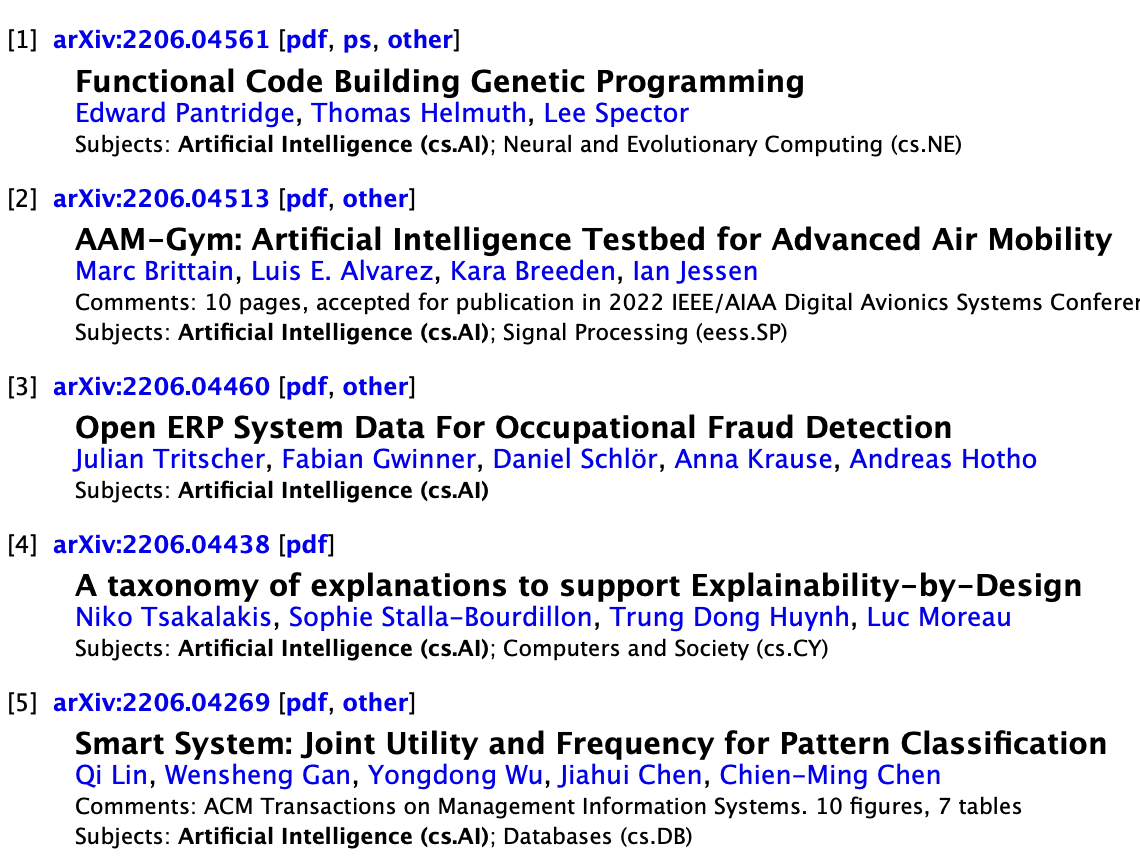 [1] arXiv:2206.04561 [pdf, ps, other]
Functional Code Building Genetic Programming
Edward Pantridge, Thomas Helmuth, Lee Spector
Subjects: Artificial Intelligence (cs.AI); Neural and Evolutionary Computing (cs.NE)
[2] arXiv:2206.04513 [pdf, other]
AAM-Gym: Artificial Intelligence Testbed for Advanced Air Mobility
Marc Brittain, Luis E. Alvarez, Kara Breeden, Ian Jessen
Comments: 10 pages, accepted for publication in 2022 IEEE/AIAA Digital Avionics Systems Conferen
Subjects: Artificial Intelligence (cs.AI); Signal Processing (eess.SP)
[3] arXiv:2206.04460 [pdf, other]
Open ERP System Data For Occupational Fraud Detection
Julian Tritscher, Fabian Gwinner, Daniel Schlör, Anna Krause, Andreas Hotho
Subjects: Artificial Intelligence (cs.AI)
[4] arXiv:2206.04438 [pdf]
A taxonomy of explanations to support Explainability-by-Design
Niko Tsakalakis, Sophie Stalla-Bourdillon, Trung Dong Huynh, Luc Moreau
Subjects: Artificial Intelligence (cs.AI); Computers and Society (cs.CY)
[5] arXiv:2206.04269 [pdf, other]
Smart System: Joint Utility and Frequency for Pattern Classification
Qi Lin, Wensheng Gan, Yongdong Wu, Jiahui Chen, Chien-Ming Chen
Comments: ACM Transactions on Management Information Systems. 10 figures, 7 tables
Subjects: Artificial Intelligence (cs.AI); Databases (cs.DB)